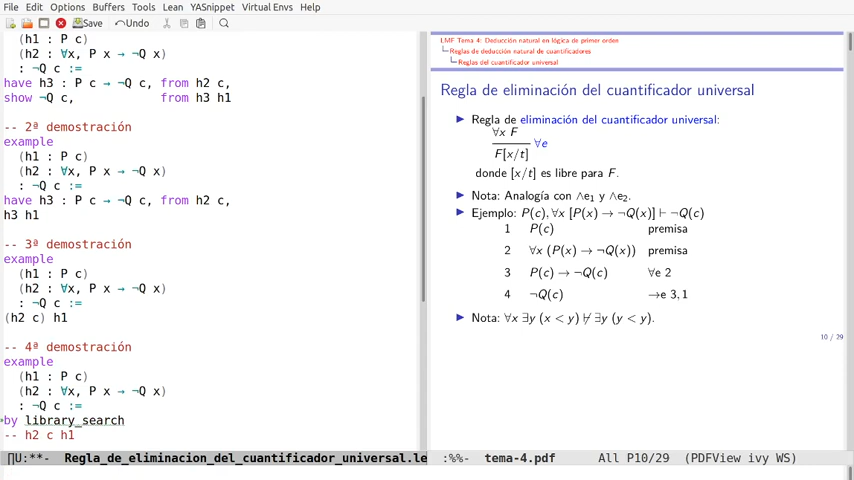 File Edit Options Buffers Tools Lean YASnippet Virtual Envs Help
Save Undo
(h1 : P c)
(h2 : ∀x, P x → ¬Q x)
: ¬Q c :=
have h3 : P c → ¬Q c, from h2 c,
show ¬Q c, from h3 h1
-- 2ª demostración
example
(h1 : P c)
(h2 : ∀x, P x → ¬Q x)
: ¬Q c :=
have h3 : P c → ¬Q c, from h2 c,
h3 h1
-- 3ª demostración
example
(h1 : P c)
(h2 : ∀x, P x → ¬Q x)
: ¬Q c :=
(h2 c) h1
-- 4ª demostración
example
(h1 : P c)
(h2 : ∀x, P x → ¬Q x)
: ¬Q c :=
by library_search
-- h2 c h1
U:**- Regla_de_eliminacion_del_cuantificador_universal.le
LMF Tema 4: Deducción natural en lógica de primer orden
Reglas de deducción natural de cuantificadores
Reglas del cuantificador universal
Regla de eliminación del cuantificador universal
Regla de eliminación del cuantificador universal:
∀x F
F[x/t] ∀e
donde [x/t] es libre para F.
Nota: Analogía con ∧e₁ y ∧e₂.
Ejemplo: P(c), ∀x [P(x) → ¬Q(x)] ⊢ ¬Q(c)
1 P(c) premisa
2 ∀x (P(x) → ¬Q(x)) premisa
3 P(c) → ¬Q(c) ∀e 2
4 ¬Q(c) →e 3, 1
Nota: ∀x ∃y (x < y) ⊬ ∃y (y < y).
10 / 29
:%%- tema-4.pdf All P10/29 (PDFView ivy WS)